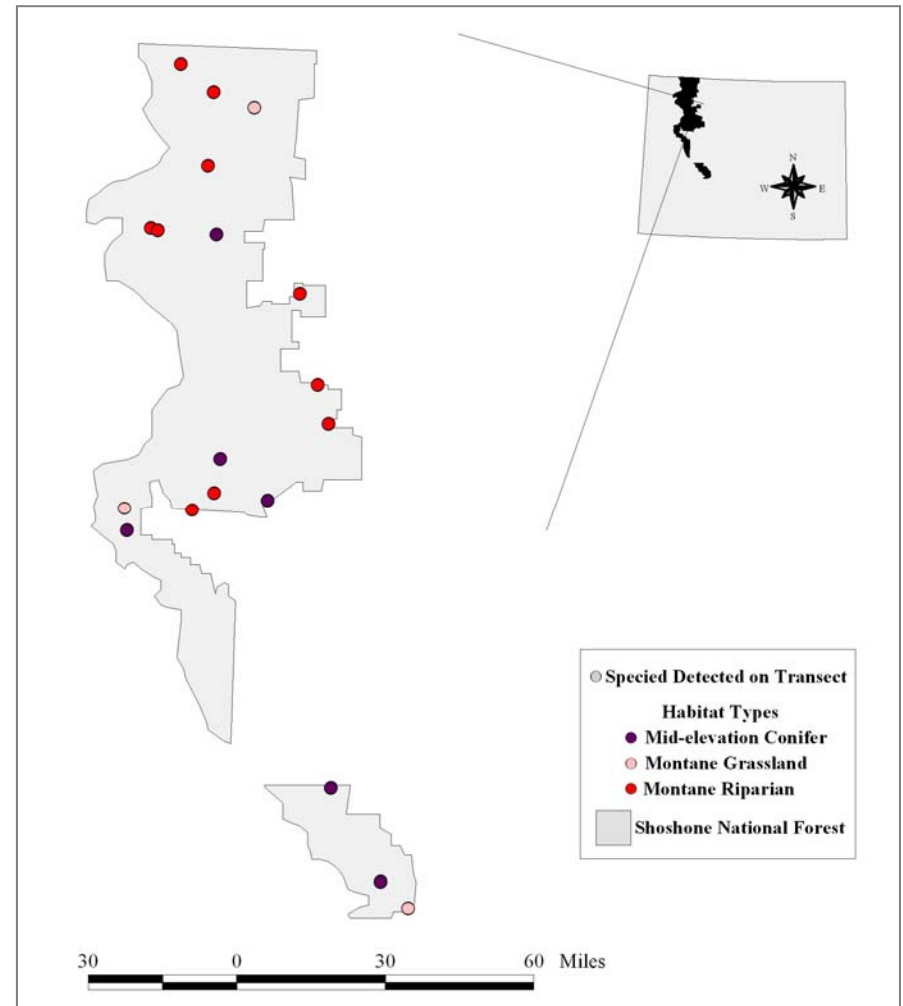 N
W E
S
Specied Detected on Transect
Habitat Types
Mid-elevation Conifer
Montane Grassland
Montane Riparian
Shoshone National Forest
30 0 30 60 Miles